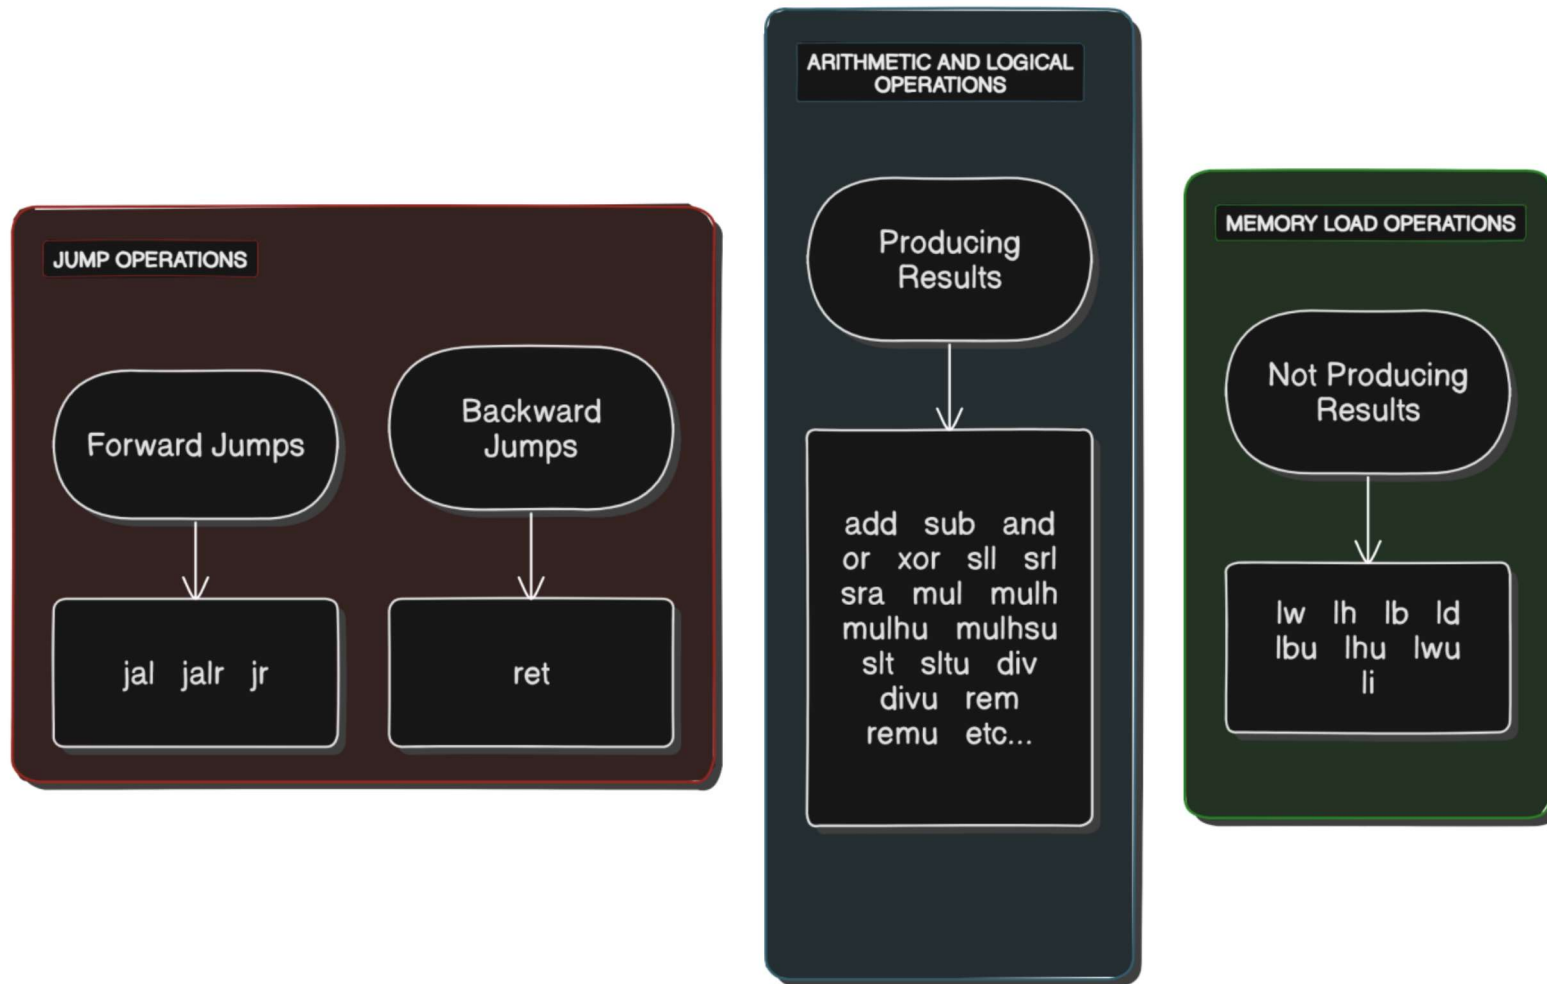 JUMP OPERATIONS
Forward Jumps
jal jalr jr
Backward
Jumps
ret
ARITHMETIC AND LOGICAL
OPERATIONS
Producing
Results
add sub and
or xor sll srl
sra mul mulh
mulhu mulhsu
slt sltu div
divu rem
remu etc...
MEMORY LOAD OPERATIONS
Not Producing
Results
lw lh lb ld
lbu lhu lwu
li